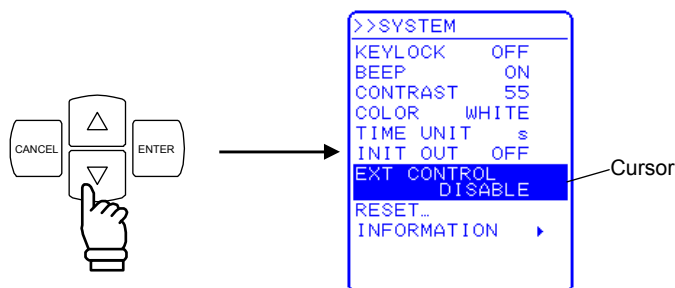 CANCEL
ENTER
>>SYSTEM
KEYLOCK OFF
BEEP ON
CONTRAST 55
COLOR WHITE
TIME UNIT s
INIT OUT OFF
EXT CONTROL
DISABLE
RESET…
INFORMATION
Cursor